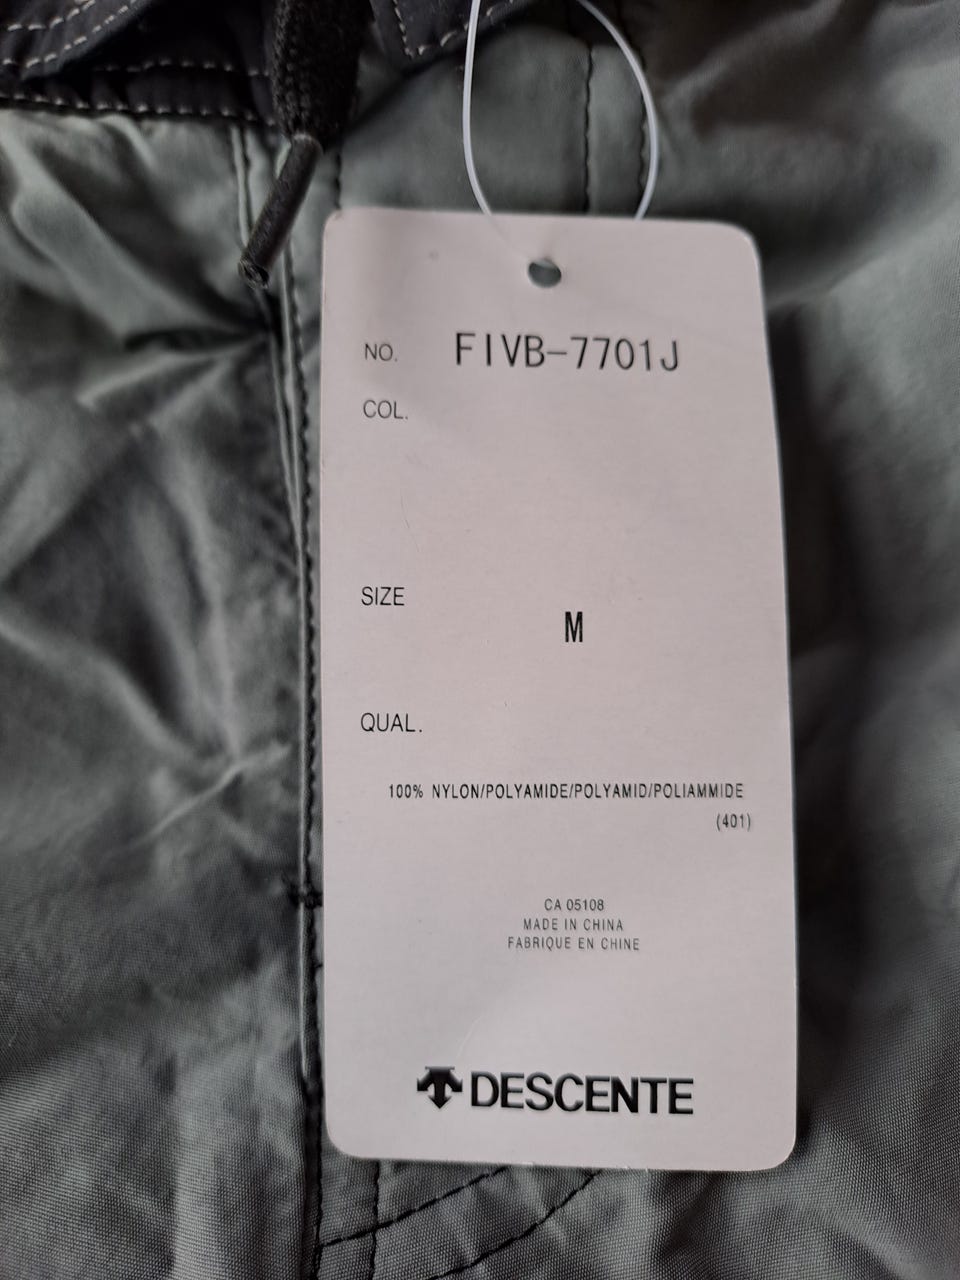 NO. FIVB-7701J
COL.
SIZE
M
QUAL.
100% NYLON/POLYAMIDE/POLYAMID/POLIAMMIDE
(401)
CA 05108
MADE IN CHINA
FABRIQUE EN CHINE
DESCENTE